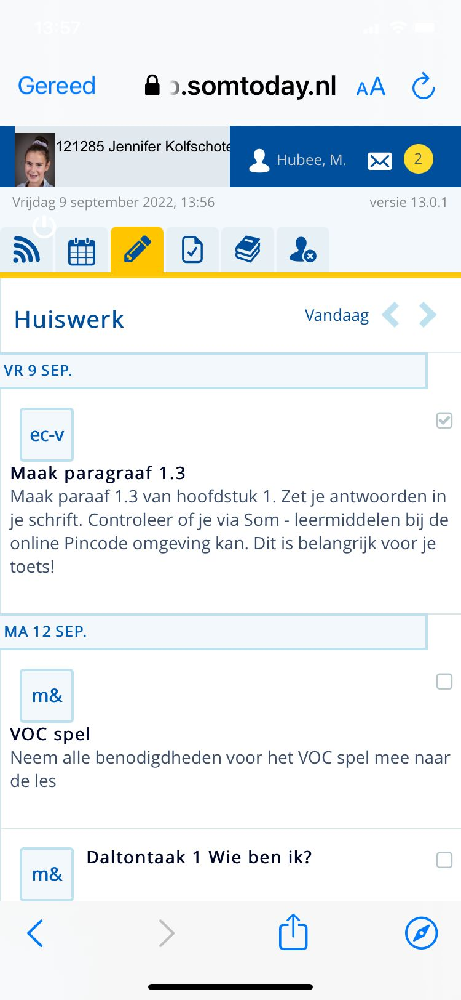 13:57
Gereed
.somtoday.nl
AA
121285 Jennifer Kolfschote
Hubee, M.
2
Vrijdag 9 september 2022, 13:56
versie 13.0.1
Huiswerk
Vandaag
VR 9 SEP.
ec-v
Maak paragraaf 1.3
Maak paraaf 1.3 van hoofdstuk 1. Zet je antwoorden in
je schrift. Controleer of je via Som - leermiddelen bij de
online Pincode omgeving kan. Dit is belangrijk voor je
toets!
MA 12 SEP.
m&
VOC spel
Neem alle benodigdheden voor het VOC spel mee naar
de les
m&
Daltontaak 1 Wie ben ik?